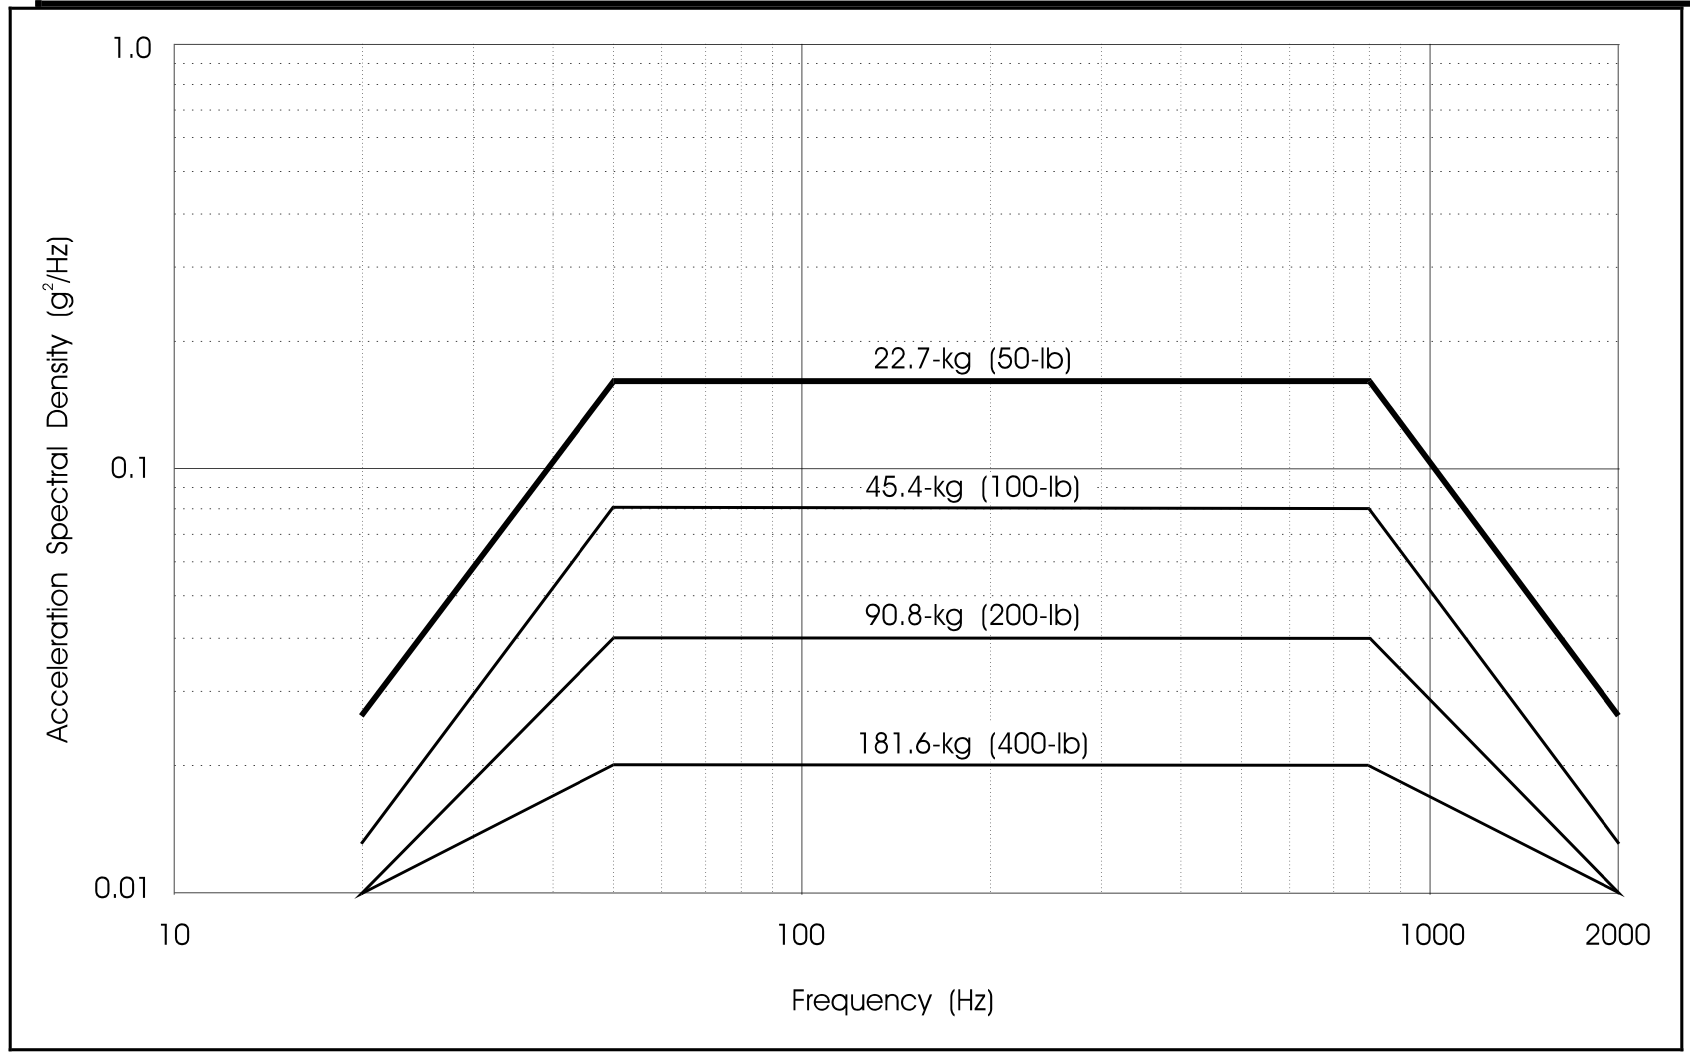 1.0
Acceleration Spectral Density (g²/Hz)
22.7-kg (50-lb)
0.1
45.4-kg (100-lb)
90.8-kg (200-lb)
181.6-kg (400-lb)
0.01
10 100 1000 2000
Frequency (Hz)